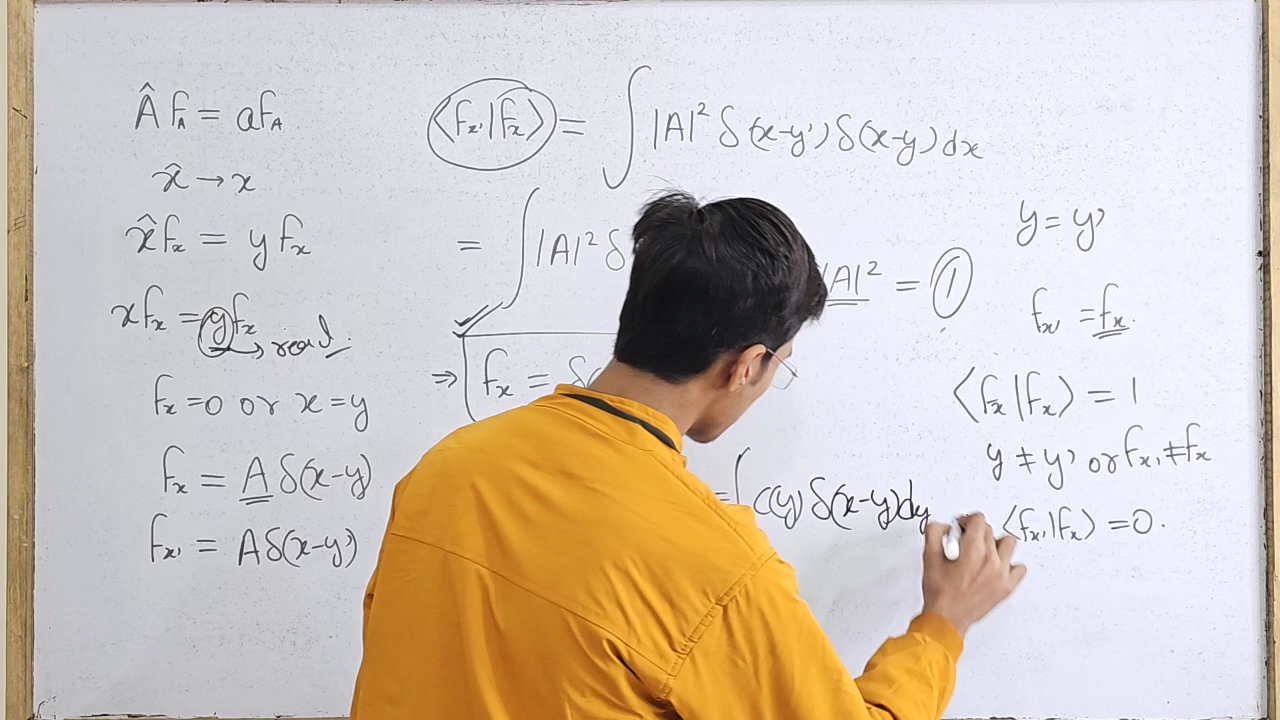 Â f_A = a f_A
x̂ → x
x̂ f_x = y f_x
x f_x = y f_x
→ real.
f_x = 0 or x = y
f_x = A δ(x-y)
f_x' = A δ(x-y')
⟨f_x'|f_x⟩ = ∫ |A|² δ(x-y') δ(x-y) dx
= ∫ |A|² δ
|A|² = 1
⇒ f_x = δ
= ∫ c(y) δ(x-y) dy
y = y'
f_x' = f_x.
⟨f_x|f_x⟩ = 1
y ≠ y' or f_x' ≠ f_x
⟨f_x'|f_x⟩ = 0.